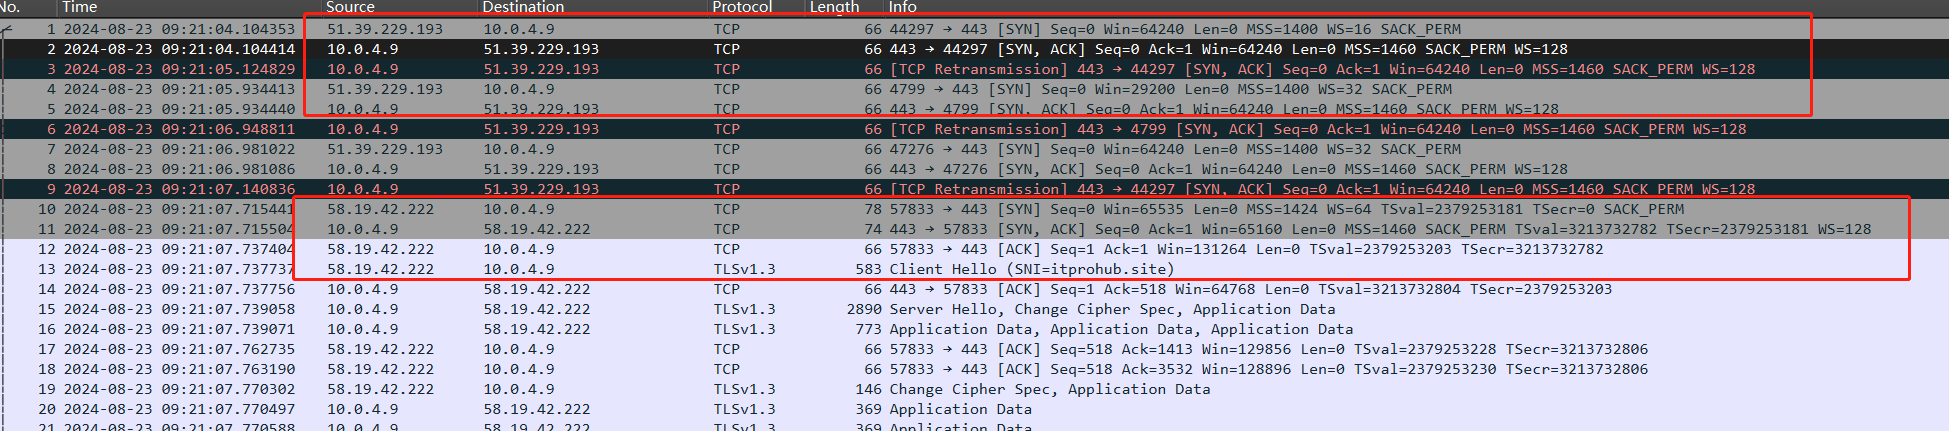 No. Time Source Destination Protocol Length Info
1 2024-08-23 09:21:04.104353 51.39.229.193 10.0.4.9 TCP 66 44297 → 443 [SYN] Seq=0 Win=64240 Len=0 MSS=1400 WS=16 SACK_PERM
2 2024-08-23 09:21:04.104414 10.0.4.9 51.39.229.193 TCP 66 443 → 44297 [SYN, ACK] Seq=0 Ack=1 Win=64240 Len=0 MSS=1460 SACK_PERM WS=128
3 2024-08-23 09:21:05.124829 10.0.4.9 51.39.229.193 TCP 66 [TCP Retransmission] 443 → 44297 [SYN, ACK] Seq=0 Ack=1 Win=64240 Len=0 MSS=1460 SACK_PERM WS=128
4 2024-08-23 09:21:05.934413 51.39.229.193 10.0.4.9 TCP 66 4799 → 443 [SYN] Seq=0 Win=29200 Len=0 MSS=1400 WS=32 SACK_PERM
5 2024-08-23 09:21:05.934440 10.0.4.9 51.39.229.193 TCP 66 443 → 4799 [SYN, ACK] Seq=0 Ack=1 Win=64240 Len=0 MSS=1460 SACK_PERM WS=128
6 2024-08-23 09:21:06.948811 10.0.4.9 51.39.229.193 TCP 66 [TCP Retransmission] 443 → 4799 [SYN, ACK] Seq=0 Ack=1 Win=64240 Len=0 MSS=1460 SACK_PERM WS=128
7 2024-08-23 09:21:06.981022 51.39.229.193 10.0.4.9 TCP 66 47276 → 443 [SYN] Seq=0 Win=64240 Len=0 MSS=1400 WS=32 SACK_PERM
8 2024-08-23 09:21:06.981086 10.0.4.9 51.39.229.193 TCP 66 443 → 47276 [SYN, ACK] Seq=0 Ack=1 Win=64240 Len=0 MSS=1460 SACK_PERM WS=128
9 2024-08-23 09:21:07.140836 10.0.4.9 51.39.229.193 TCP 66 [TCP Retransmission] 443 → 44297 [SYN, ACK] Seq=0 Ack=1 Win=64240 Len=0 MSS=1460 SACK_PERM WS=128
10 2024-08-23 09:21:07.715441 58.19.42.222 10.0.4.9 TCP 78 57833 → 443 [SYN] Seq=0 Win=65535 Len=0 MSS=1424 WS=64 TSval=2379253181 TSecr=0 SACK_PERM
11 2024-08-23 09:21:07.715504 10.0.4.9 58.19.42.222 TCP 74 443 → 57833 [SYN, ACK] Seq=0 Ack=1 Win=65160 Len=0 MSS=1460 SACK_PERM TSval=3213732782 TSecr=2379253181 WS=128
12 2024-08-23 09:21:07.737404 58.19.42.222 10.0.4.9 TCP 66 57833 → 443 [ACK] Seq=1 Ack=1 Win=131264 Len=0 TSval=2379253203 TSecr=3213732782
13 2024-08-23 09:21:07.737737 58.19.42.222 10.0.4.9 TLSv1.3 583 Client Hello (SNI=itprohub.site)
14 2024-08-23 09:21:07.737756 10.0.4.9 58.19.42.222 TCP 66 443 → 57833 [ACK] Seq=1 Ack=518 Win=64768 Len=0 TSval=3213732804 TSecr=2379253203
15 2024-08-23 09:21:07.739058 10.0.4.9 58.19.42.222 TLSv1.3 2890 Server Hello, Change Cipher Spec, Application Data
16 2024-08-23 09:21:07.739071 10.0.4.9 58.19.42.222 TLSv1.3 773 Application Data, Application Data, Application Data
17 2024-08-23 09:21:07.762735 58.19.42.222 10.0.4.9 TCP 66 57833 → 443 [ACK] Seq=518 Ack=1413 Win=129856 Len=0 TSval=2379253228 TSecr=3213732806
18 2024-08-23 09:21:07.763190 58.19.42.222 10.0.4.9 TCP 66 57833 → 443 [ACK] Seq=518 Ack=3532 Win=128896 Len=0 TSval=2379253230 TSecr=3213732806
19 2024-08-23 09:21:07.770302 58.19.42.222 10.0.4.9 TLSv1.3 146 Change Cipher Spec, Application Data
20 2024-08-23 09:21:07.770497 10.0.4.9 58.19.42.222 TLSv1.3 369 Application Data
21 2024-08-23 09:21:07.770588 10.0.4.9 58.19.42.222 TLSv1.3 369 Application Data